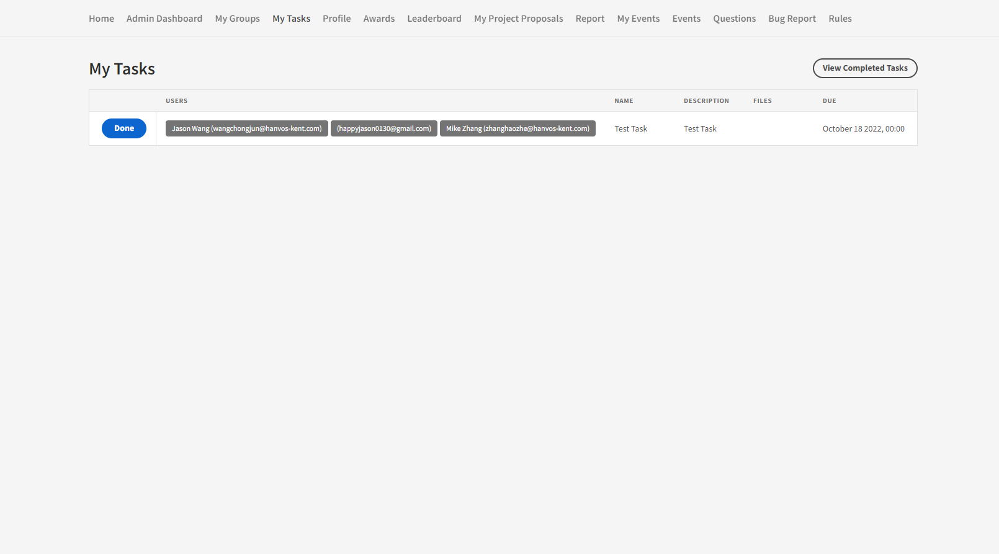 Home Admin Dashboard My Groups My Tasks Profile Awards Leaderboard My Project Proposals Report My Events Events Questions Bug Report Rules
My Tasks View Completed Tasks
USERS NAME DESCRIPTION FILES DUE
Done Jason Wang (wangchongjun@hanvos-kent.com) (happyjason0130@gmail.com) Mike Zhang (zhanghaozhe@hanvos-kent.com) Test Task Test Task October 18 2022, 00:00